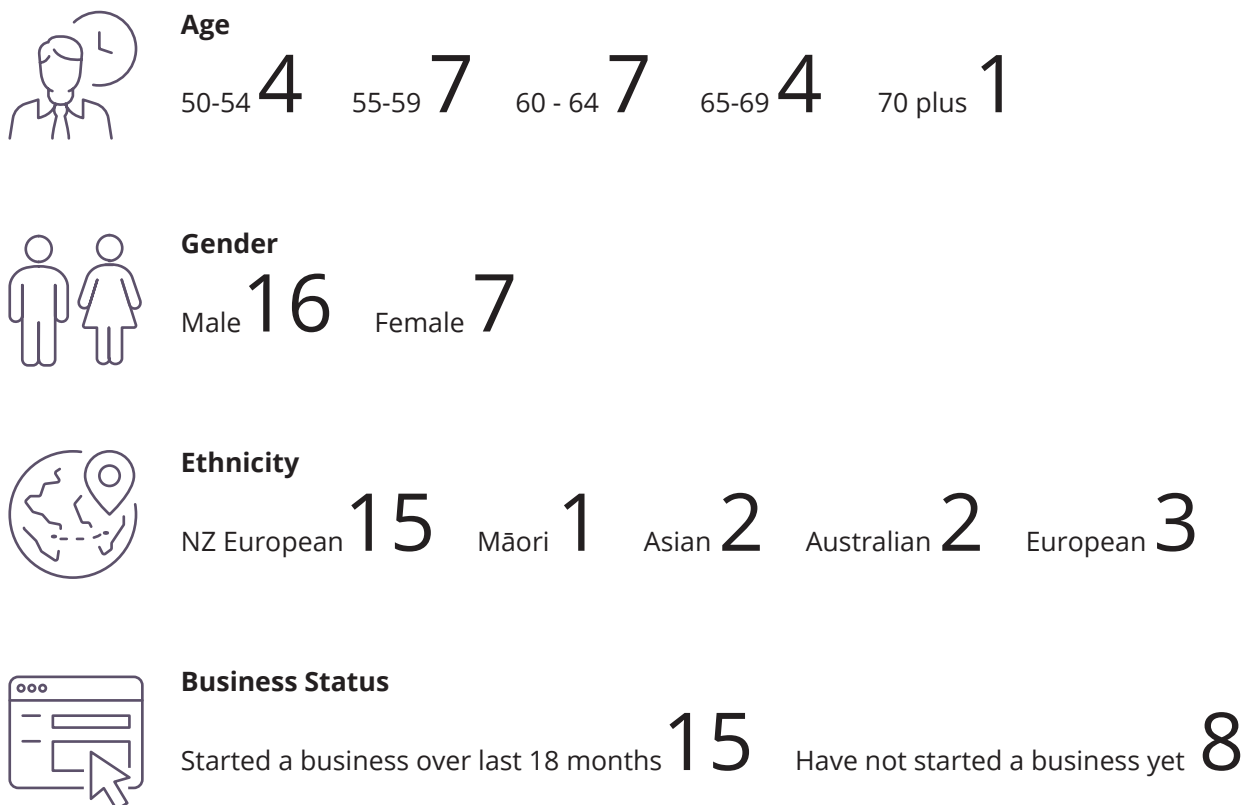 Age
50-54 4 55-59 7 60 - 64 7 65-69 4 70 plus 1
Gender
Male 16 Female 7
Ethnicity
NZ European 15 Māori 1 Asian 2 Australian 2 European 3
Business Status
Started a business over last 18 months 15 Have not started a business yet 8